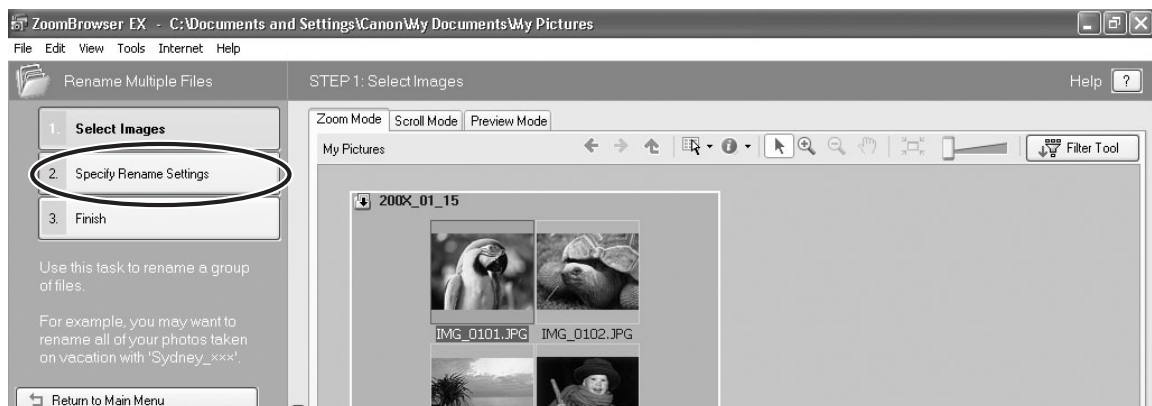 ZoomBrowser EX - C:\Documents and Settings\Canon\My Documents\My Pictures
File Edit View Tools Internet Help
Rename Multiple Files
STEP 1: Select Images
Help ?
1. Select Images
2. Specify Rename Settings
3. Finish
Use this task to rename a group
of files.
For example, you may want to
rename all of your photos taken
on vacation with 'Sydney_×××'.
Return to Main Menu
Zoom Mode Scroll Mode Preview Mode
My Pictures
Filter Tool
200X_01_15
IMG_0101.JPG IMG_0102.JPG